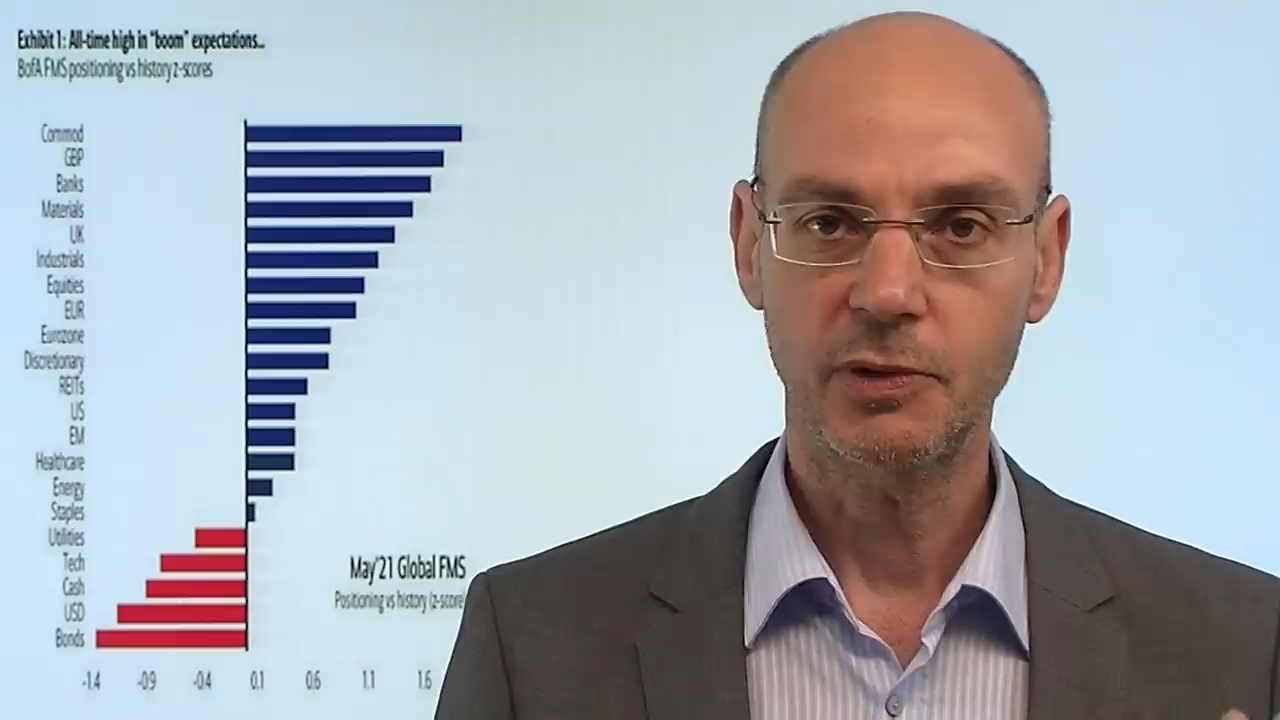 Exhibit 1: All-time high in "boom" expectations...
BofA FMS positioning vs history z-scores
Commod
GBP
Banks
Materials
UK
Industrials
Equities
EUR
Eurozone
Discretionary
REITs
US
EM
Healthcare
Energy
Staples
Utilities
Tech
Cash
USD
Bonds
May'21 Global FMS
Positioning vs history (z-score
-1.4 -0.9 -0.4 0.1 0.6 1.1 1.6